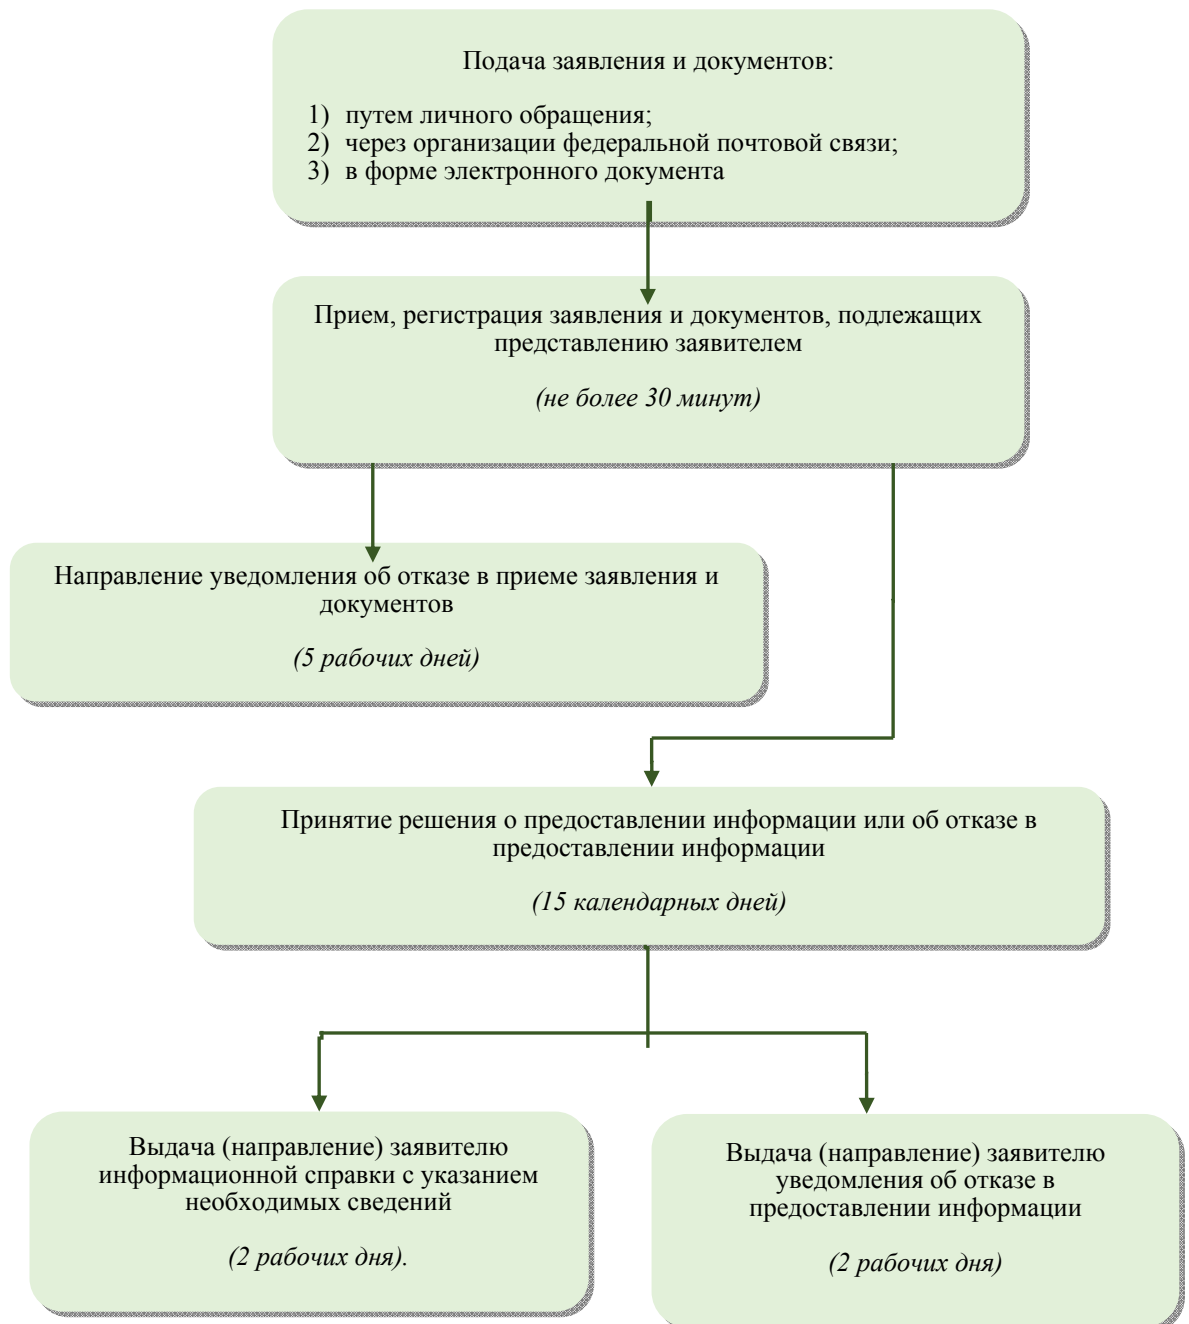 Подача заявления и документов:
1) путем личного обращения;
2) через организации федеральной почтовой связи;
3) в форме электронного документа
Прием, регистрация заявления и документов, подлежащих
представлению заявителем
(не более 30 минут)
Направление уведомления об отказе в приеме заявления и
документов
(5 рабочих дней)
Принятие решения о предоставлении информации или об отказе в
предоставлении информации
(15 календарных дней)
Выдача (направление) заявителю
информационной справки с указанием
необходимых сведений
(2 рабочих дня).
Выдача (направление) заявителю
уведомления об отказе в
предоставлении информации
(2 рабочих дня)